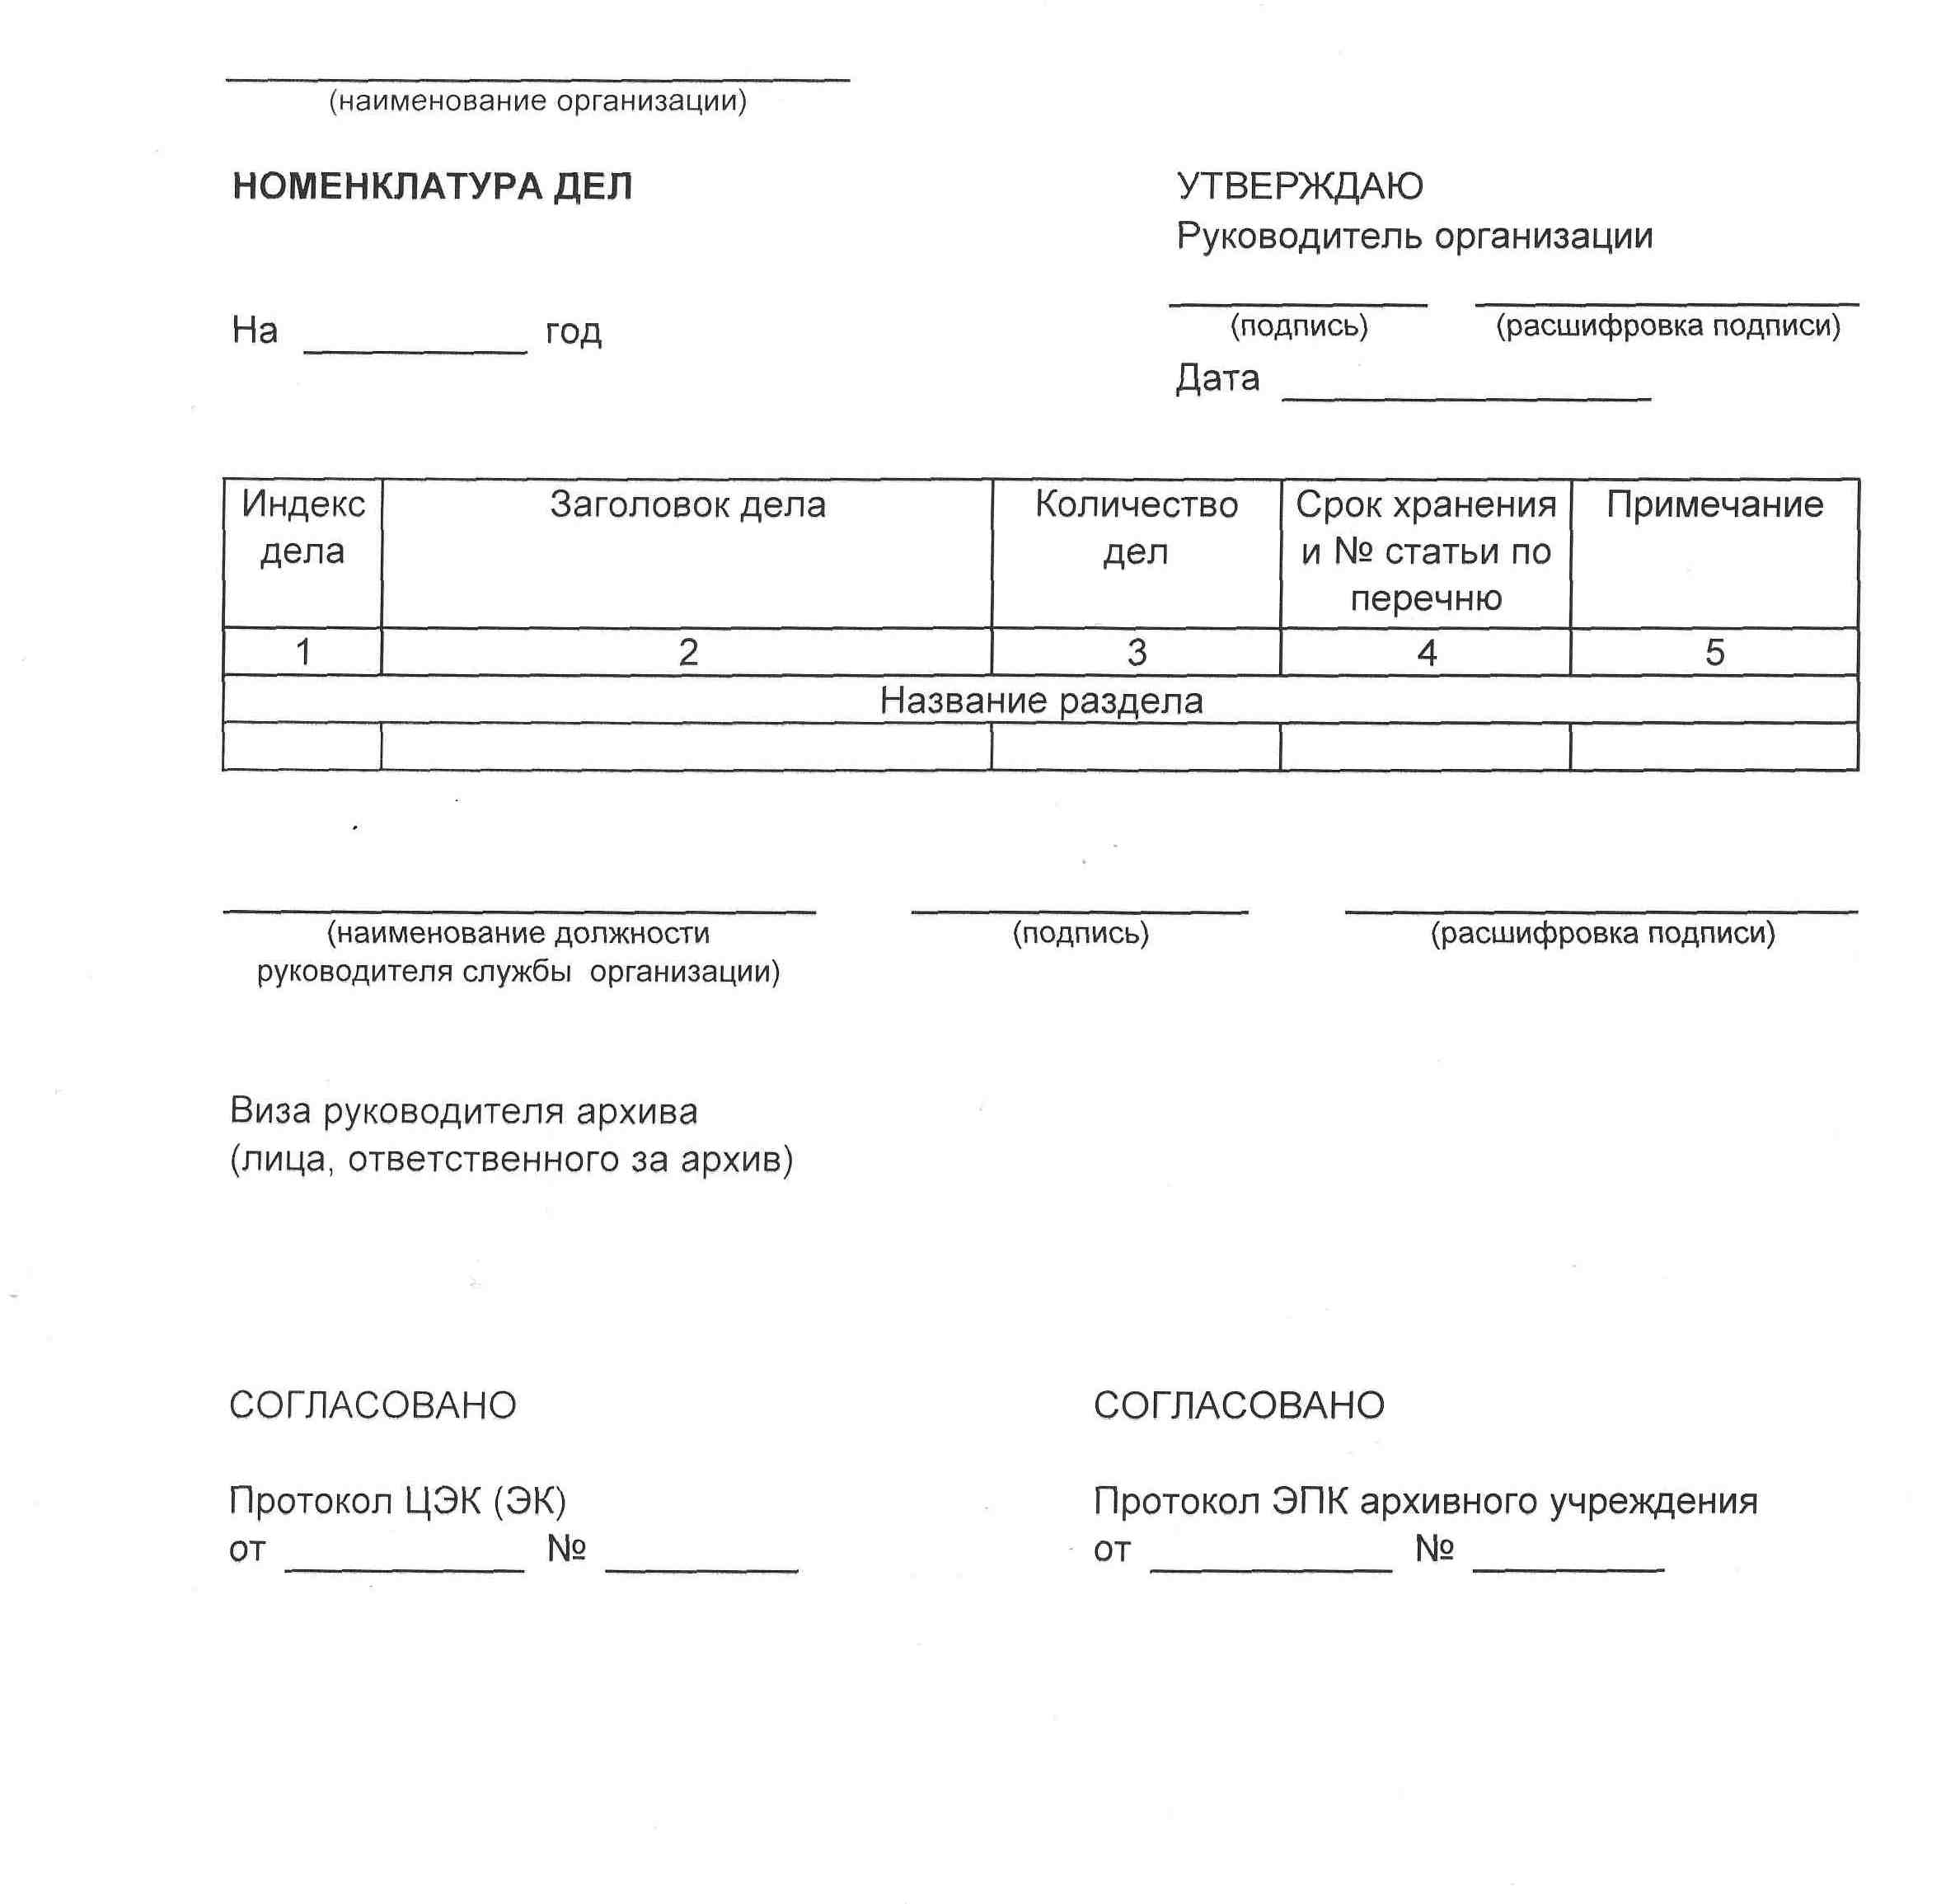 (наименование организации)
НОМЕНКЛАТУРА ДЕЛ
УТВЕРЖДАЮ
Руководитель организации
На год
(подпись) (расшифровка подписи)
Дата
Индекс дела Заголовок дела Количество дел Срок хранения и № статьи по перечню Примечание
1 2 3 4 5
Название раздела
(наименование должности
руководителя службы организации)
(подпись)
(расшифровка подписи)
Виза руководителя архива
(лица, ответственного за архив)
СОГЛАСОВАНО
Протокол ЦЭК (ЭК)
от №
СОГЛАСОВАНО
Протокол ЭПК архивного учреждения
от №